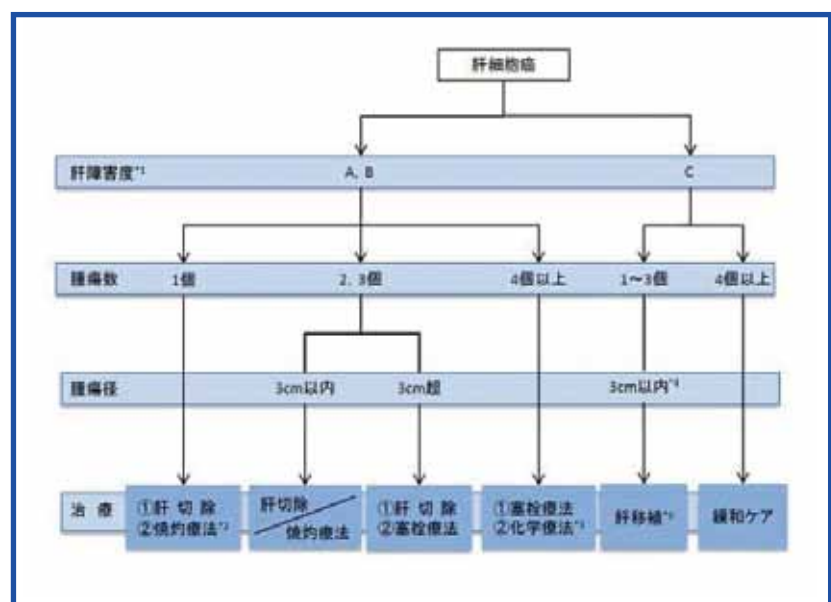 肝細胞癌
肝障害度*1 A, B C
腫瘍数 1個 2, 3個 4個以上 1〜3個 4個以上
腫瘍径 3cm以内 3cm超 3cm以内*4
治 療
①肝 切 除
②焼灼療法*2
肝切除
焼灼療法
①肝 切 除
②塞栓療法
①塞栓療法
②化学療法*3
肝移植*5
緩和ケア